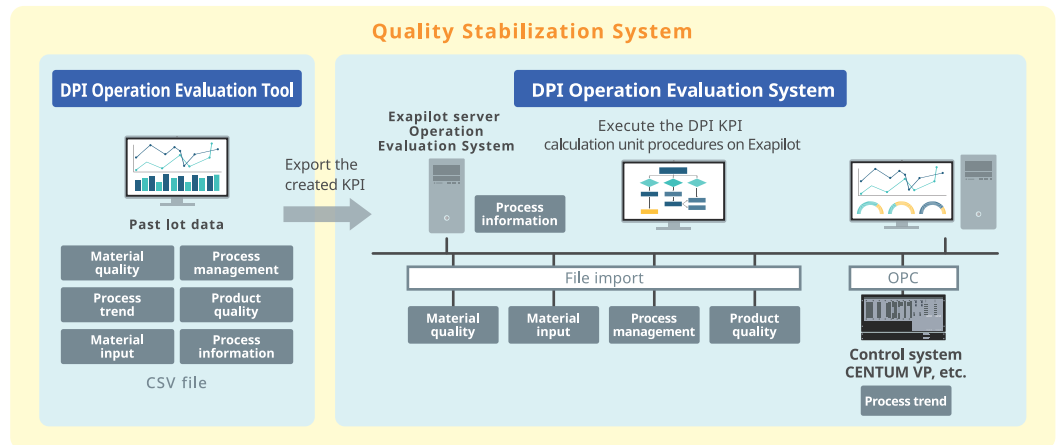 Quality Stabilization System
DPI Operation Evaluation Tool
Past lot data
Material
quality
Process
management
Process
trend
Product
quality
Material
input
Process
information
CSV file
Export the
created KPI
DPI Operation Evaluation System
Exapilot server
Operation
Evaluation System
Process
information
Execute the DPI KPI
calculation unit procedures on Exapilot
File import
OPC
Material
quality
Material
input
Process
management
Product
quality
Control system
CENTUM VP, etc.
Process trend